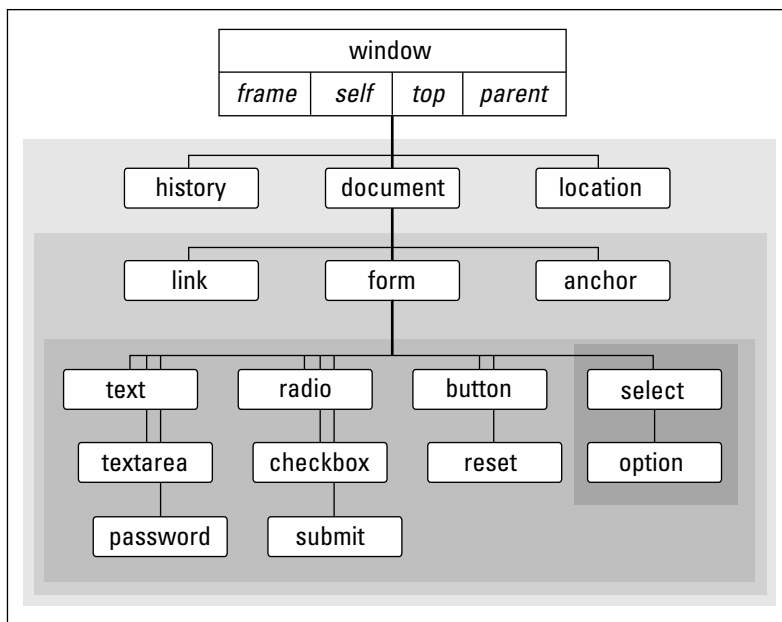 window
frame self top parent
history document location
link form anchor
text radio button select
textarea checkbox reset option
password submit